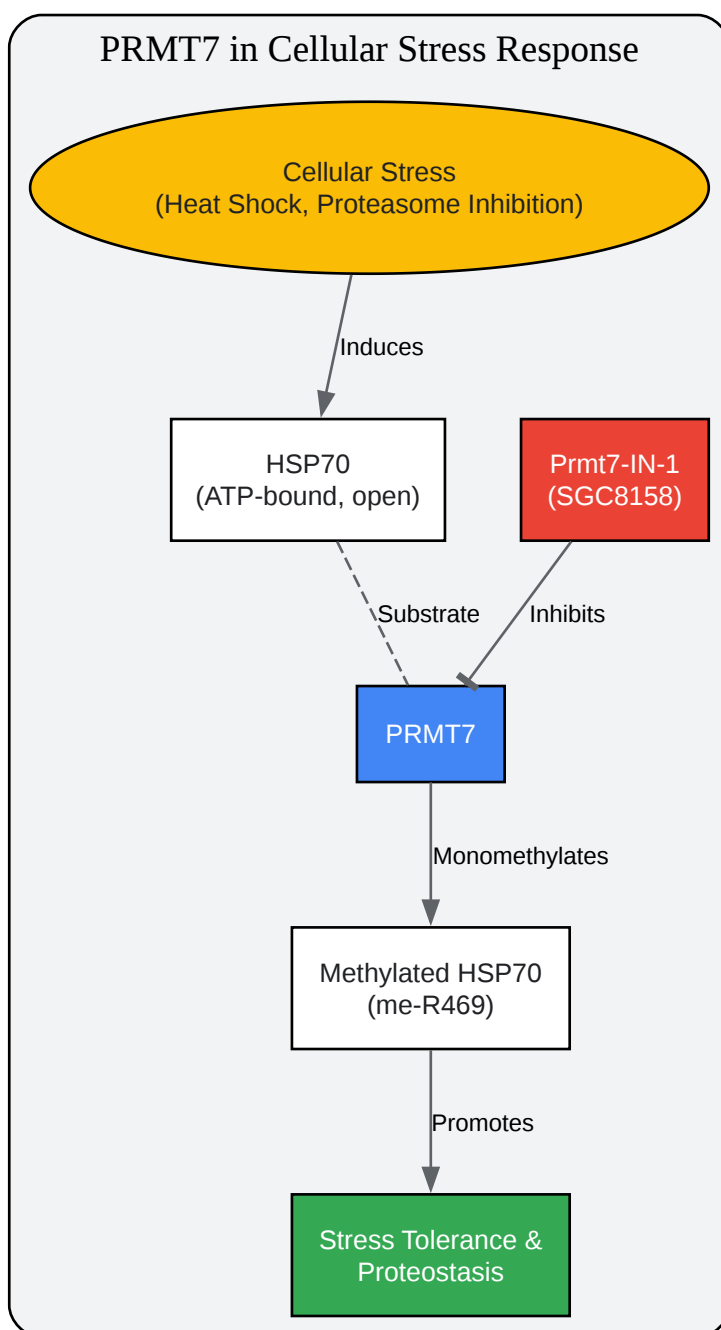 PRMT7 in Cellular Stress Response
Cellular Stress
(Heat Shock, Proteasome Inhibition)
Induces
HSP70
(ATP-bound, open)
Prmt7-IN-1
(SGC8158)
Substrate
Inhibits
PRMT7
Monomethylates
Methylated HSP70
(me-R469)
Promotes
Stress Tolerance &
Proteostasis